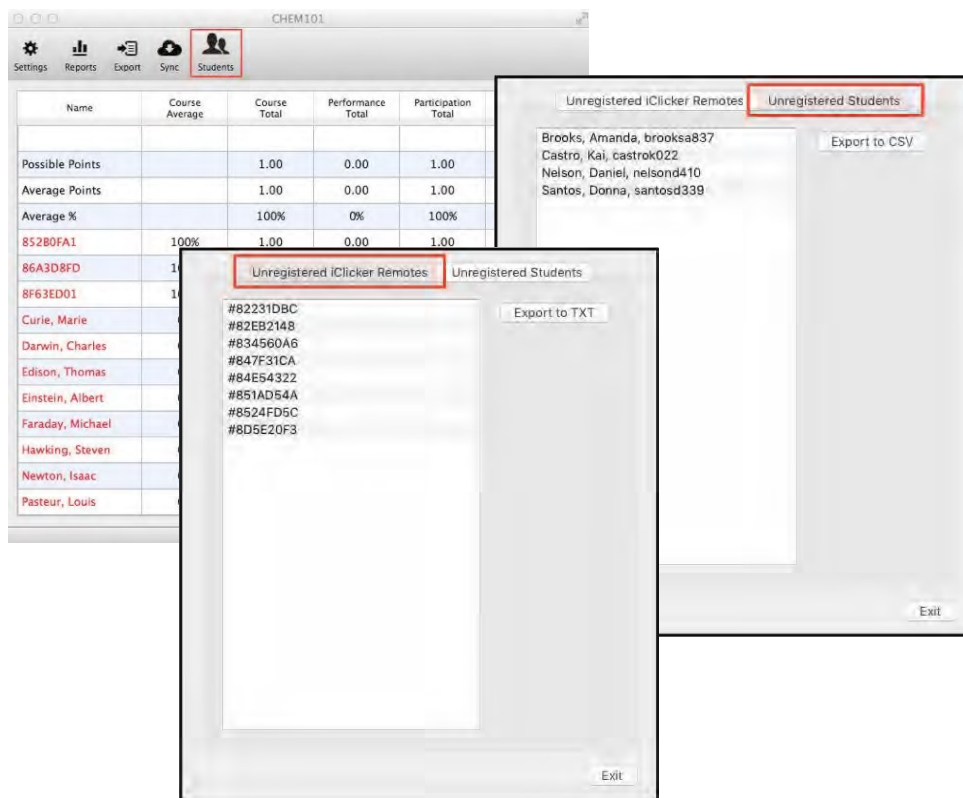 CHEM101
Settings Reports Export Sync Students
Name Course Average Course Total Performance Total Participation Total
Possible Points 1.00 0.00 1.00
Average Points 1.00 0.00 1.00
Average % 100% 0% 100%
852B0FA1 100% 1.00 0.00 1.00
86A3D8FD
8F63ED01
Curie, Marie
Darwin, Charles
Edison, Thomas
Einstein, Albert
Faraday, Michael
Hawking, Steven
Newton, Isaac
Pasteur, Louis
Unregistered iClicker Remotes Unregistered Students
Brooks, Amanda, brooksa837
Castro, Kai, castrok022
Nelson, Daniel, nelsond410
Santos, Donna, santosd339
Export to CSV
Exit
Unregistered iClicker Remotes Unregistered Students
#82231DBC
#82EB2148
#834560A6
#847F31CA
#84E54322
#851AD54A
#8524FD5C
#8D5E20F3
Export to TXT
Exit